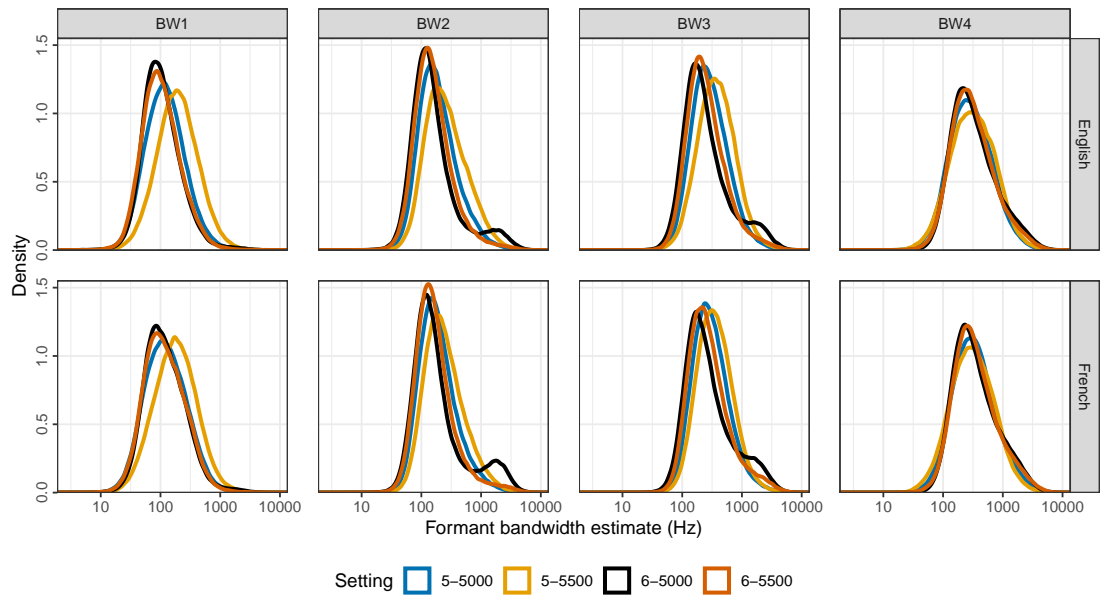 BW1 BW2 BW3 BW4
1.5
1.0
0.5
0.0
English
1.5
1.0
0.5
0.0
French
Density
10 100 1000 10000 10 100 1000 10000 10 100 1000 10000 10 100 1000 10000
Formant bandwidth estimate (Hz)
Setting 5−5000 5−5500 6−5000 6−5500